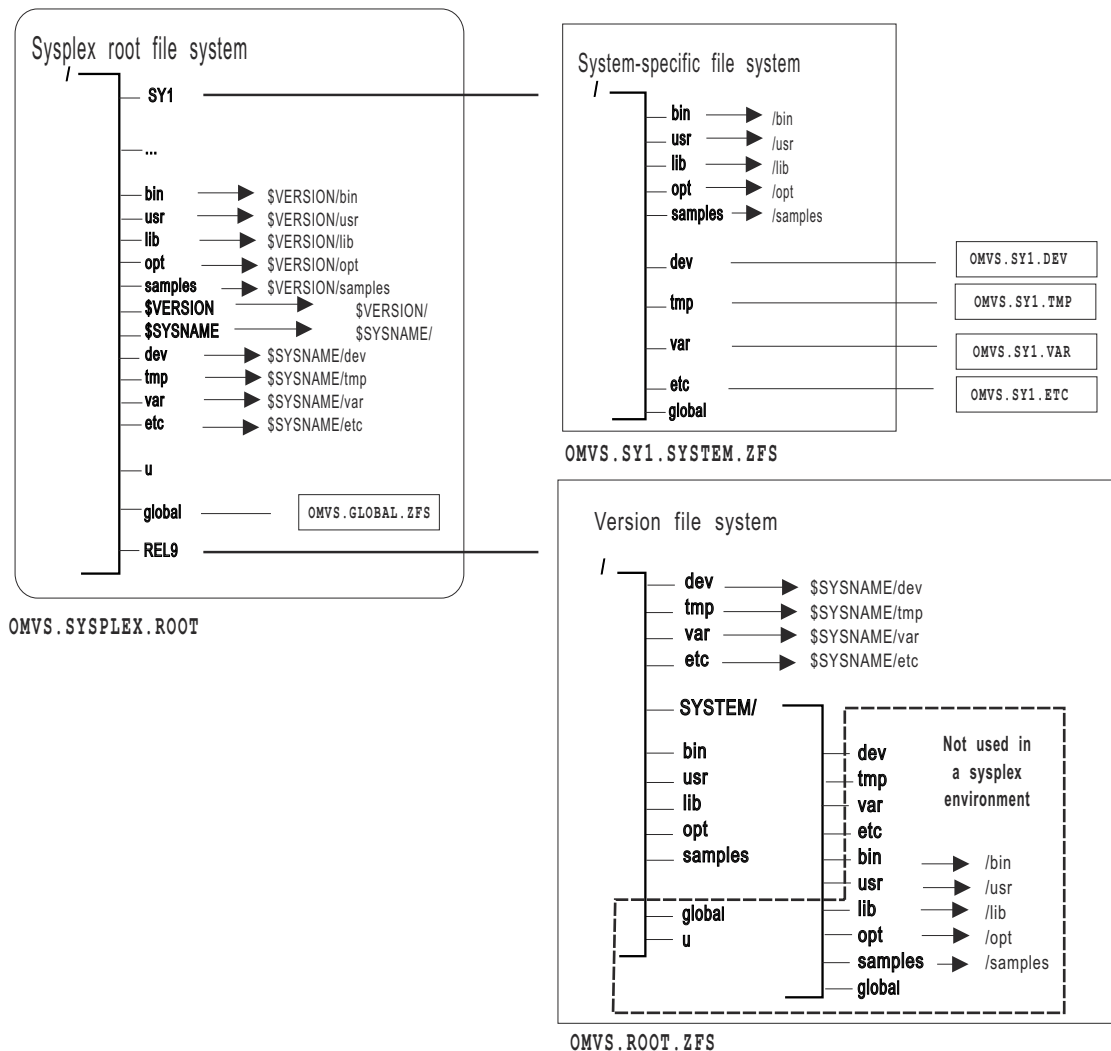 Sysplex root file system
/
SY1
...
bin $VERSION/bin
usr $VERSION/usr
lib $VERSION/lib
opt $VERSION/opt
samples $VERSION/samples
$VERSION $VERSION/
$SYSNAME $SYSNAME/
dev $SYSNAME/dev
tmp $SYSNAME/tmp
var $SYSNAME/var
etc $SYSNAME/etc
u
global OMVS.GLOBAL.ZFS
REL9
OMVS.SYSPLEX.ROOT
System-specific file system
/
bin /bin
usr /usr
lib /lib
opt /opt
samples /samples
dev OMVS.SY1.DEV
tmp OMVS.SY1.TMP
var OMVS.SY1.VAR
etc OMVS.SY1.ETC
global
OMVS.SY1.SYSTEM.ZFS
Version file system
/
dev $SYSNAME/dev
tmp $SYSNAME/tmp
var $SYSNAME/var
etc $SYSNAME/etc
SYSTEM/
bin
usr
lib
opt
samples
global
u
Not used in
a sysplex
environment
dev
tmp
var
etc
bin /bin
usr /usr
lib /lib
opt /opt
samples /samples
global
OMVS.ROOT.ZFS